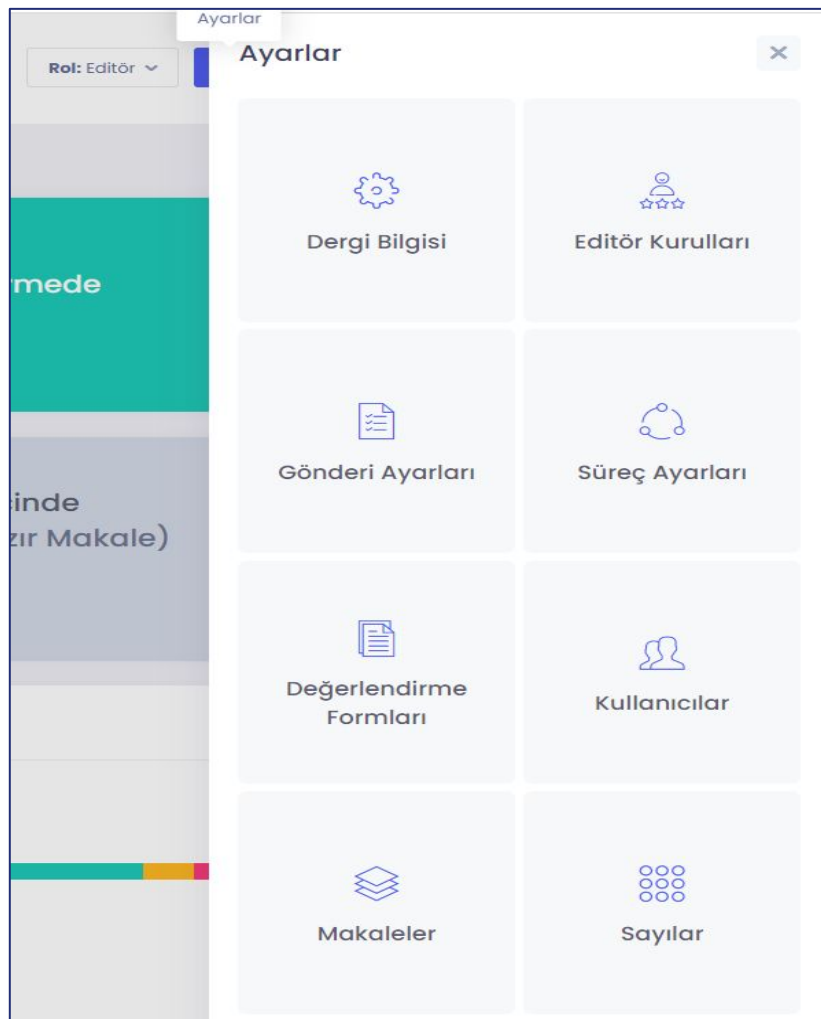 Ayarlar
Rol: Editör
Ayarlar
Dergi Bilgisi
Editör Kurulları
mede
Gönderi Ayarları
Süreç Ayarları
inde
zır Makale)
Değerlendirme
Formları
Kullanıcılar
Makaleler
Sayılar